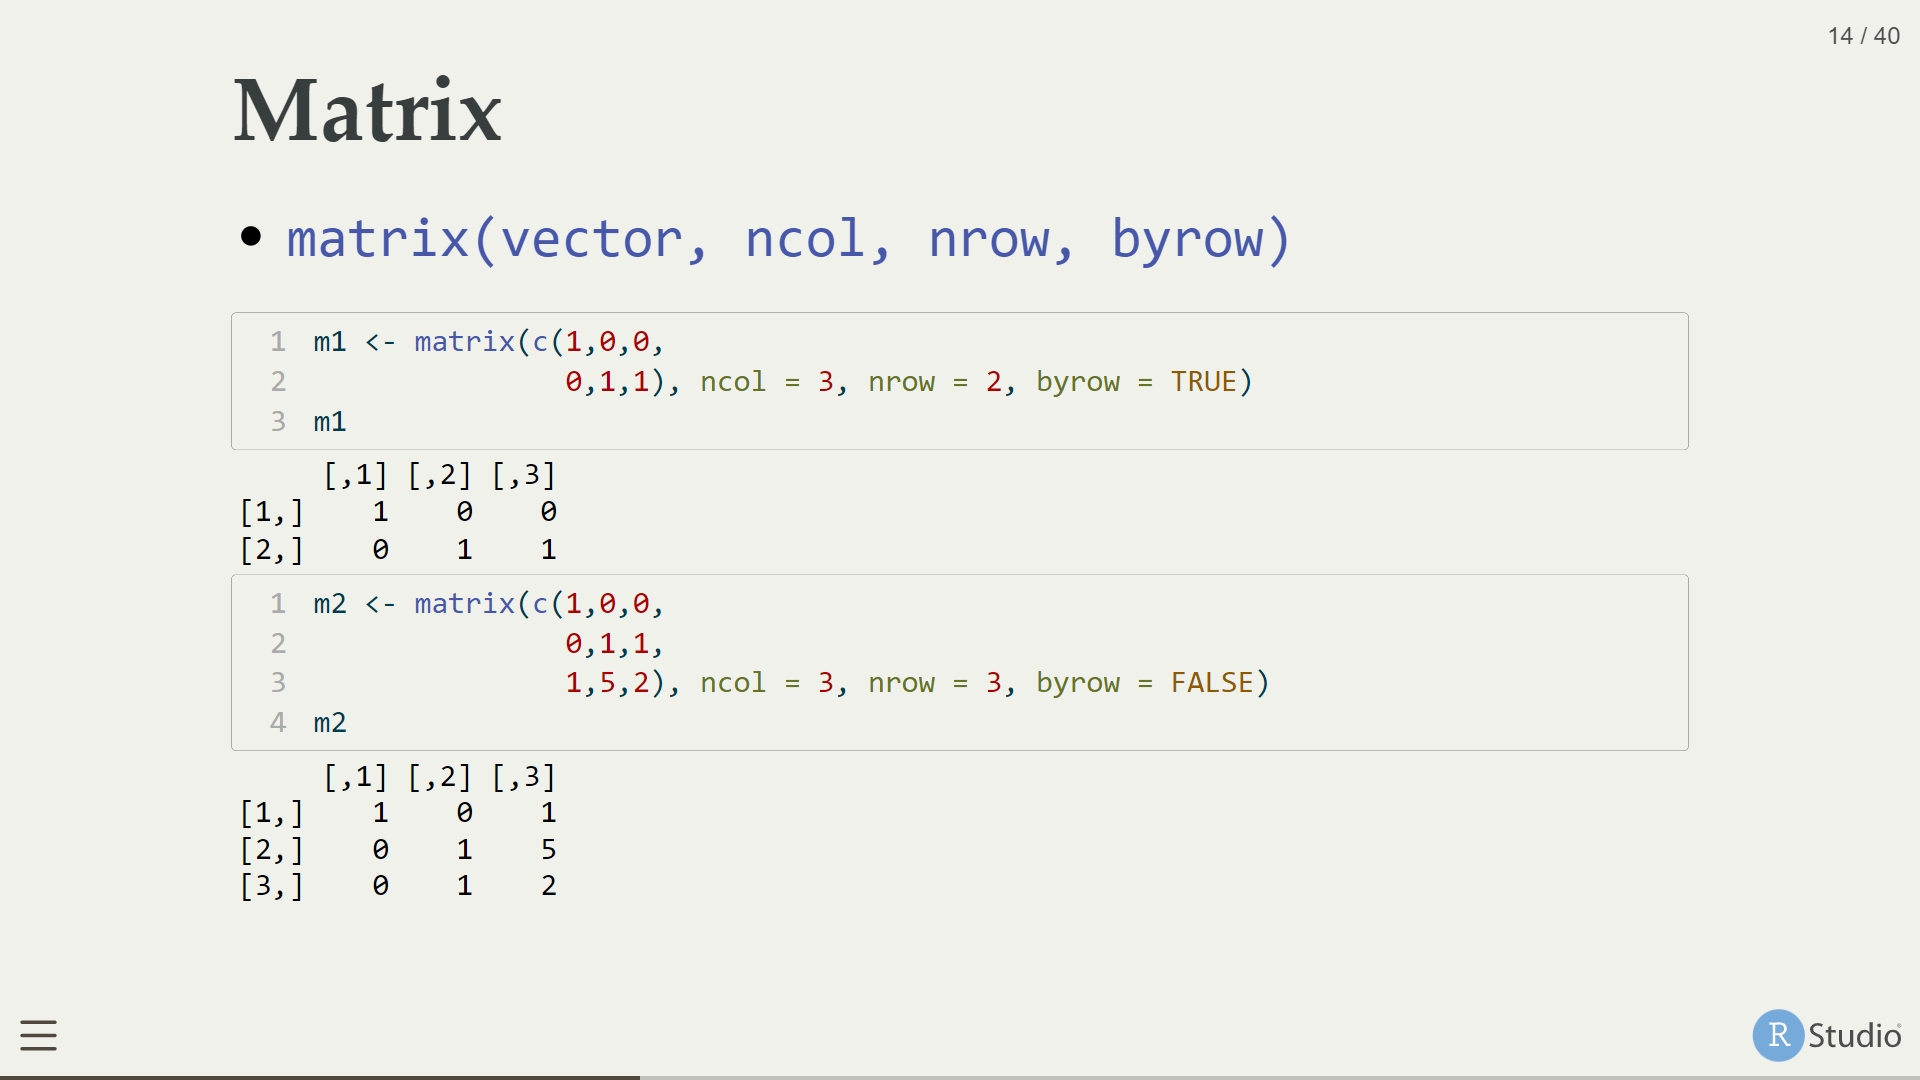 14 / 40
Matrix
• matrix(vector, ncol, nrow, byrow)
1 m1 <- matrix(c(1,0,0,
2                0,1,1), ncol = 3, nrow = 2, byrow = TRUE)
3 m1
     [,1] [,2] [,3]
[1,]    1    0    0
[2,]    0    1    1
1 m2 <- matrix(c(1,0,0,
2                0,1,1,
3                1,5,2), ncol = 3, nrow = 3, byrow = FALSE)
4 m2
     [,1] [,2] [,3]
[1,]    1    0    1
[2,]    0    1    5
[3,]    0    1    2
R Studio